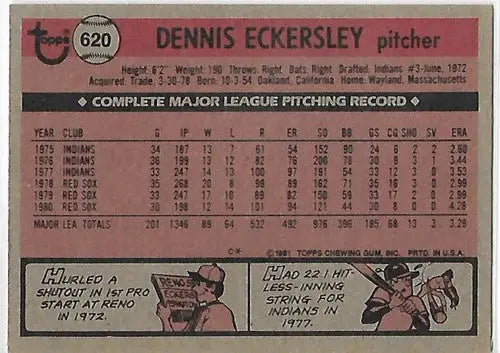 topps 620 DENNIS ECKERSLEY pitcher
Height: 6'2" Weight: 190 Throws: Right Bats: Right Drafted: Indians #3-June, 1972
Acquired: Trade, 3-30-78 Born: 10-3-54 Oakland, California Home: Wayland, Massachusetts
COMPLETE MAJOR LEAGUE PITCHING RECORD
YEAR CLUB G IP W L R ER SO BB GS CG SHO SV ERA
1975 INDIANS 34 187 13 7 61 54 152 90 24 6 2 2 2.60
1976 INDIANS 36 199 13 12 82 76 200 78 30 9 3 1 3.44
1977 INDIANS 33 247 14 13 100 97 191 54 33 12 3 0 3.53
1978 RED SOX 35 268 20 8 99 89 162 71 35 16 3 0 2.99
1979 RED SOX 33 247 17 10 89 82 150 59 33 17 2 0 2.99
1980 RED SOX 30 198 12 14 101 94 121 44 30 8 0 0 4.28
MAJOR LEA. TOTALS 201 1346 89 64 532 492 976 396 185 68 13 3 3.29
C* © 1981 TOPPS CHEWING GUM, INC. PRTD. IN U.S.A.
HURLED A
SHUTOUT IN 1ST PRO
START AT RENO
IN 1972.
RENO'S
HAD 22.1 HIT-
LESS-INNING
STRING FOR
INDIANS IN
1977.